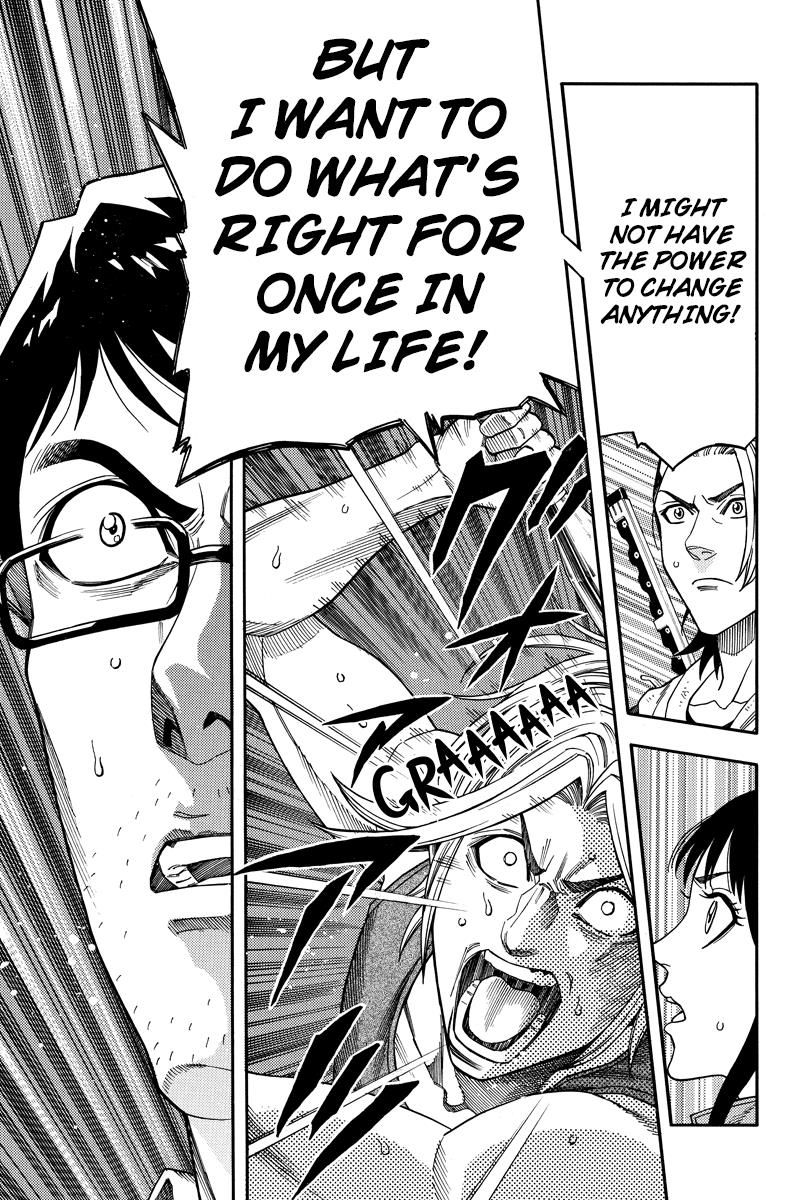 I MIGHT
NOT HAVE
THE POWER
TO CHANGE
ANYTHING!
BUT
I WANT TO
DO WHAT'S
RIGHT FOR
ONCE IN
MY LIFE!
GRAAAAAAA